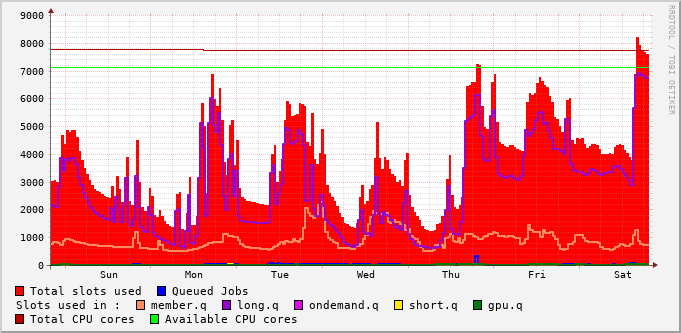 9000
8000
7000
6000
5000
4000
3000
2000
1000
0
Sun Mon Tue Wed Thu Fri Sat
RRDTOOL / TOBI OETIKER
Total slots used Queued Jobs
Slots used in : member.q long.q ondemand.q short.q gpu.q
Total CPU cores Available CPU cores